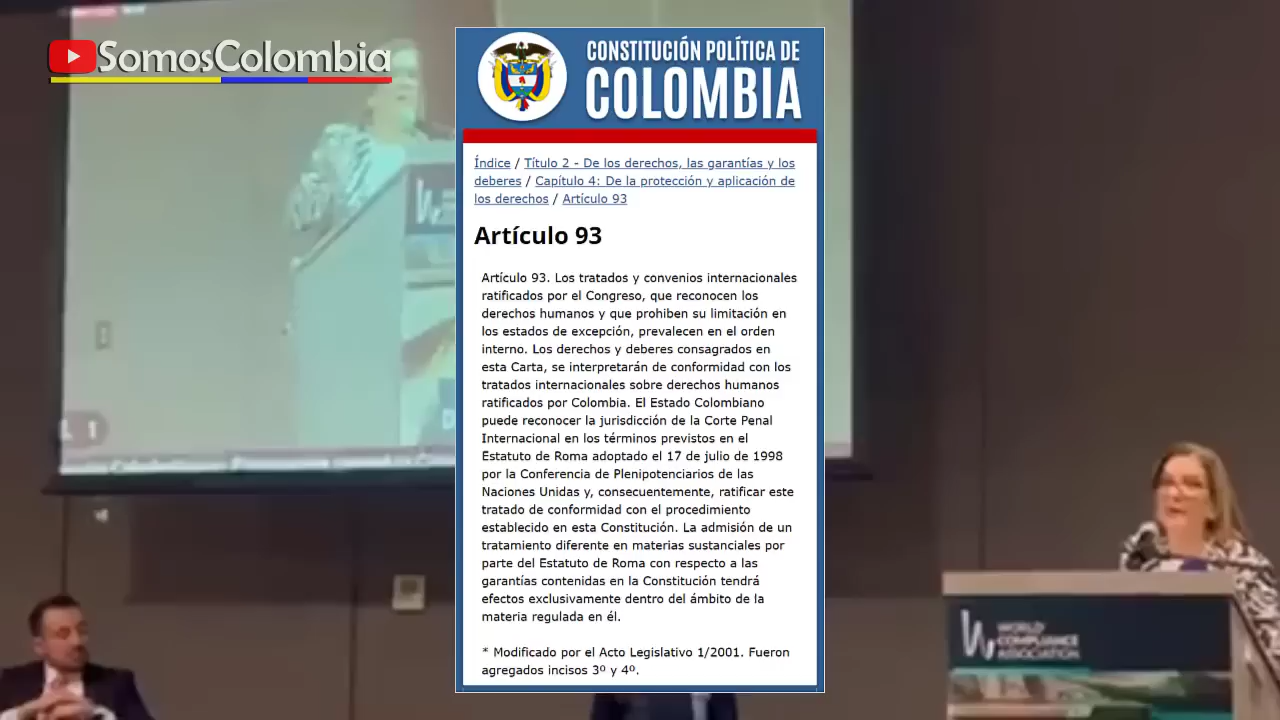 SomosColombia
CONSTITUCIÓN POLÍTICA DE
COLOMBIA
Índice / Título 2 - De los derechos, las garantías y los
deberes / Capítulo 4: De la protección y aplicación de
los derechos / Artículo 93
Artículo 93
Artículo 93. Los tratados y convenios internacionales
ratificados por el Congreso, que reconocen los
derechos humanos y que prohiben su limitación en
los estados de excepción, prevalecen en el orden
interno. Los derechos y deberes consagrados en
esta Carta, se interpretarán de conformidad con los
tratados internacionales sobre derechos humanos
ratificados por Colombia. El Estado Colombiano
puede reconocer la jurisdicción de la Corte Penal
Internacional en los términos previstos en el
Estatuto de Roma adoptado el 17 de julio de 1998
por la Conferencia de Plenipotenciarios de las
Naciones Unidas y, consecuentemente, ratificar este
tratado de conformidad con el procedimiento
establecido en esta Constitución. La admisión de un
tratamiento diferente en materias sustanciales por
parte del Estatuto de Roma con respecto a las
garantías contenidas en la Constitución tendrá
efectos exclusivamente dentro del ámbito de la
materia regulada en él.
* Modificado por el Acto Legislativo 1/2001. Fueron
agregados incisos 3º y 4º.
WORLD
COMPLIANCE
ASSOCIATION